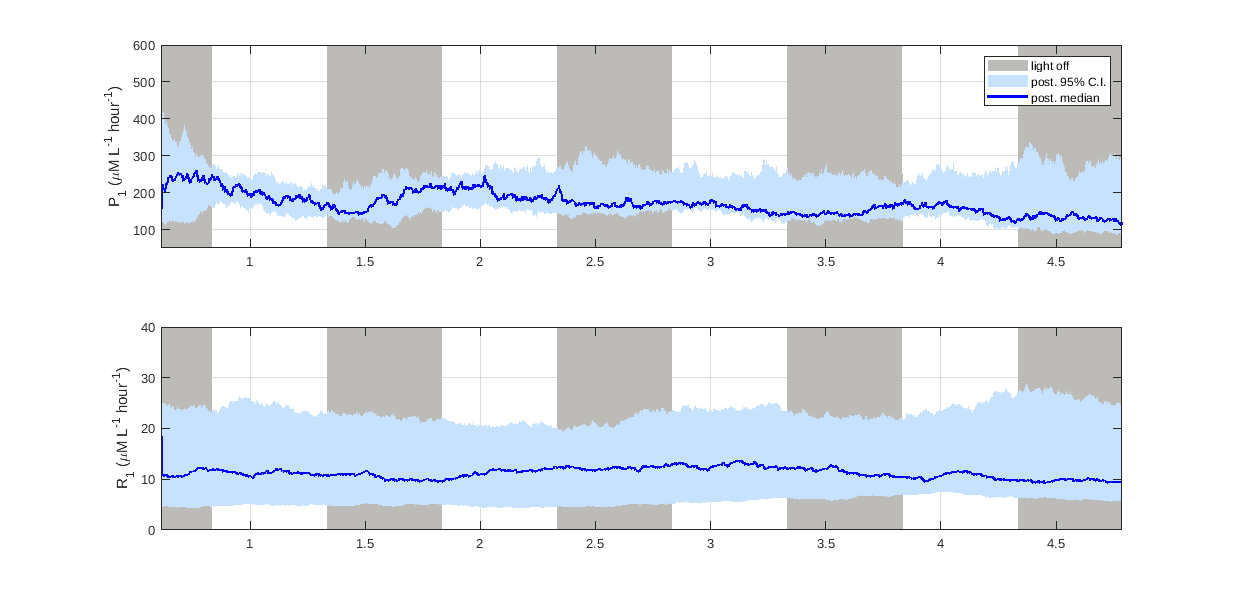 600
500
400
300
200
100
P1 (μM L-1 hour-1)
light off
post. 95% C.I.
post. median
1 1.5 2 2.5 3 3.5 4 4.5
40
30
20
10
0
R1 (μM L-1 hour-1)
1 1.5 2 2.5 3 3.5 4 4.5